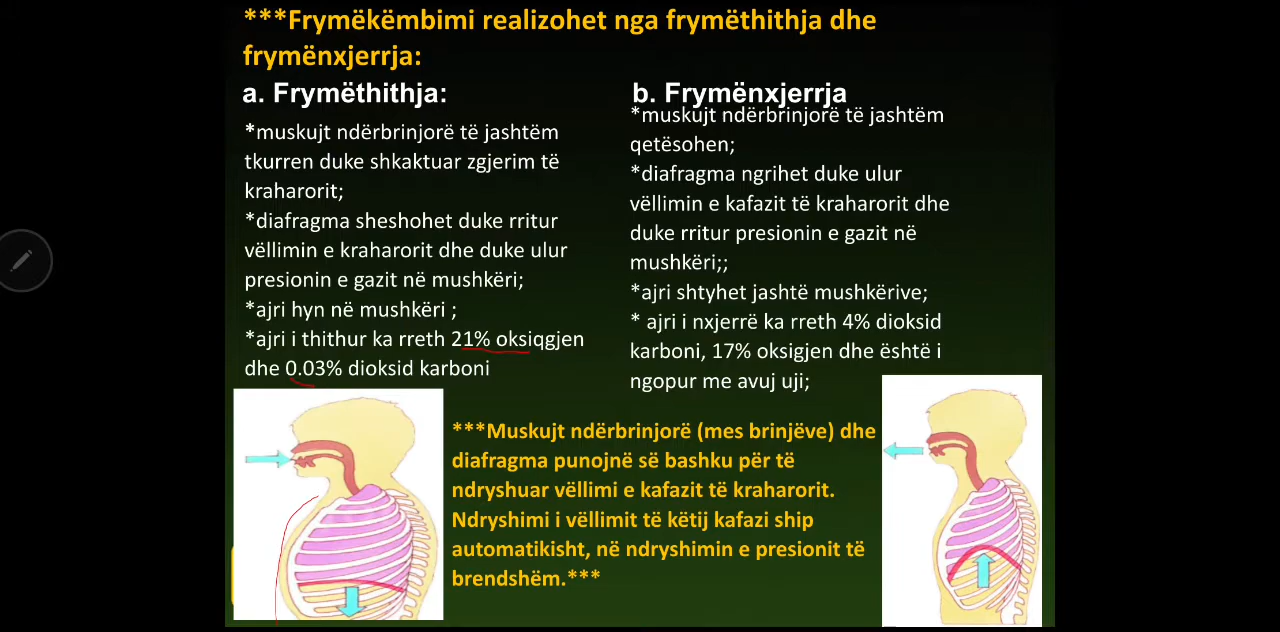 ***Frymëkëmbimi realizohet nga frymëthithja dhe
frymënxjerrja:
a. Frymëthithja:
*muskujt ndërbrinjorë të jashtëm
tkurren duke shkaktuar zgjerim të
kraharorit;
*diafragma sheshohet duke rritur
vëllimin e kraharorit dhe duke ulur
presionin e gazit në mushkëri;
*ajri hyn në mushkëri ;
*ajri i thithur ka rreth 21% oksiqgjen
dhe 0.03% dioksid karboni
b. Frymënxjerrja
*muskujt ndërbrinjorë të jashtëm
qetësohen;
*diafragma ngrihet duke ulur
vëllimin e kafazit të kraharorit dhe
duke rritur presionin e gazit në
mushkëri;;
*ajri shtyhet jashtë mushkërive;
* ajri i nxjerrë ka rreth 4% dioksid
karboni, 17% oksigjen dhe është i
ngopur me avuj uji;
***Muskujt ndërbrinjorë (mes brinjëve) dhe
diafragma punojnë së bashku për të
ndryshuar vëllimi e kafazit të kraharorit.
Ndryshimi i vëllimit të këtij kafazi ship
automatikisht, në ndryshimin e presionit të
brendshëm.***